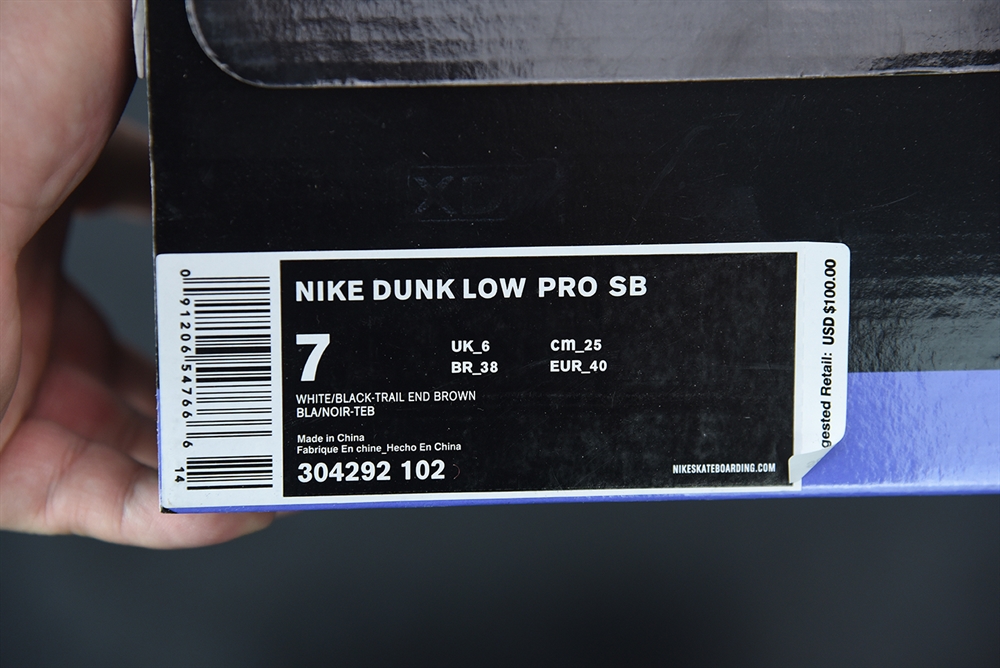 NIKE DUNK LOW PRO SB
7
UK_6 cm_25
BR_38 EUR_40
WHITE/BLACK-TRAIL END BROWN
BLA/NOIR-TEB
Made in China
Fabrique En chine_Hecho En China
304292 102
NIKESKATEBOARDING.COM
0 91206 54766 6
14
gested Retail: USD $100.00